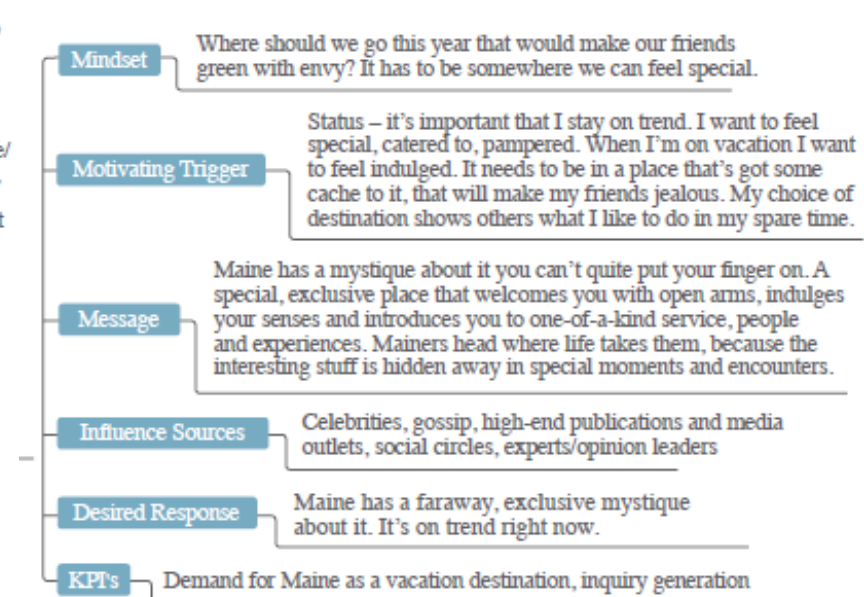 Mindset
Where should we go this year that would make our friends
green with envy? It has to be somewhere we can feel special.
Motivating Trigger
Status – it's important that I stay on trend. I want to feel
special, catered to, pampered. When I'm on vacation I want
to feel indulged. It needs to be in a place that's got some
cache to it, that will make my friends jealous. My choice of
destination shows others what I like to do in my spare time.
Message
Maine has a mystique about it you can't quite put your finger on. A
special, exclusive place that welcomes you with open arms, indulges
your senses and introduces you to one-of-a-kind service, people
and experiences. Mainers head where life takes them, because the
interesting stuff is hidden away in special moments and encounters.
Influence Sources
Celebrities, gossip, high-end publications and media
outlets, social circles, experts/opinion leaders
Desired Response
Maine has a faraway, exclusive mystique
about it. It's on trend right now.
KPI's
Demand for Maine as a vacation destination, inquiry generation